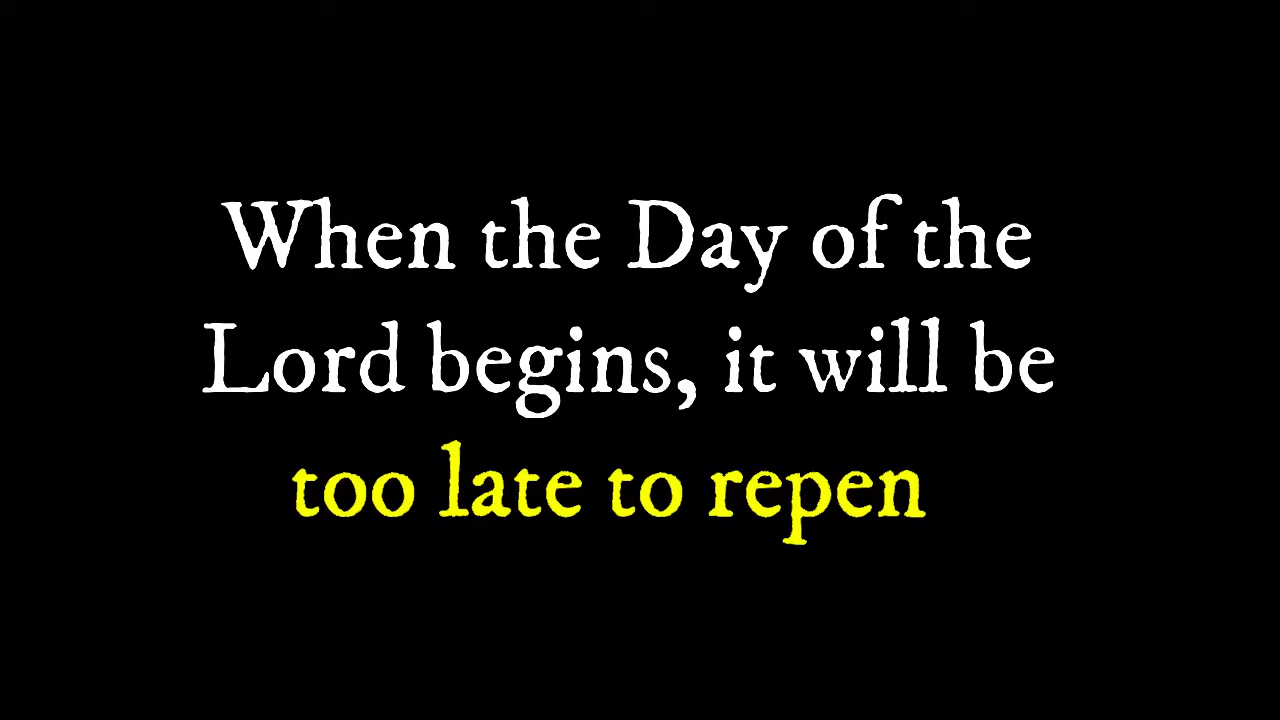 When the Day of the
Lord begins, it will be
too late to repen